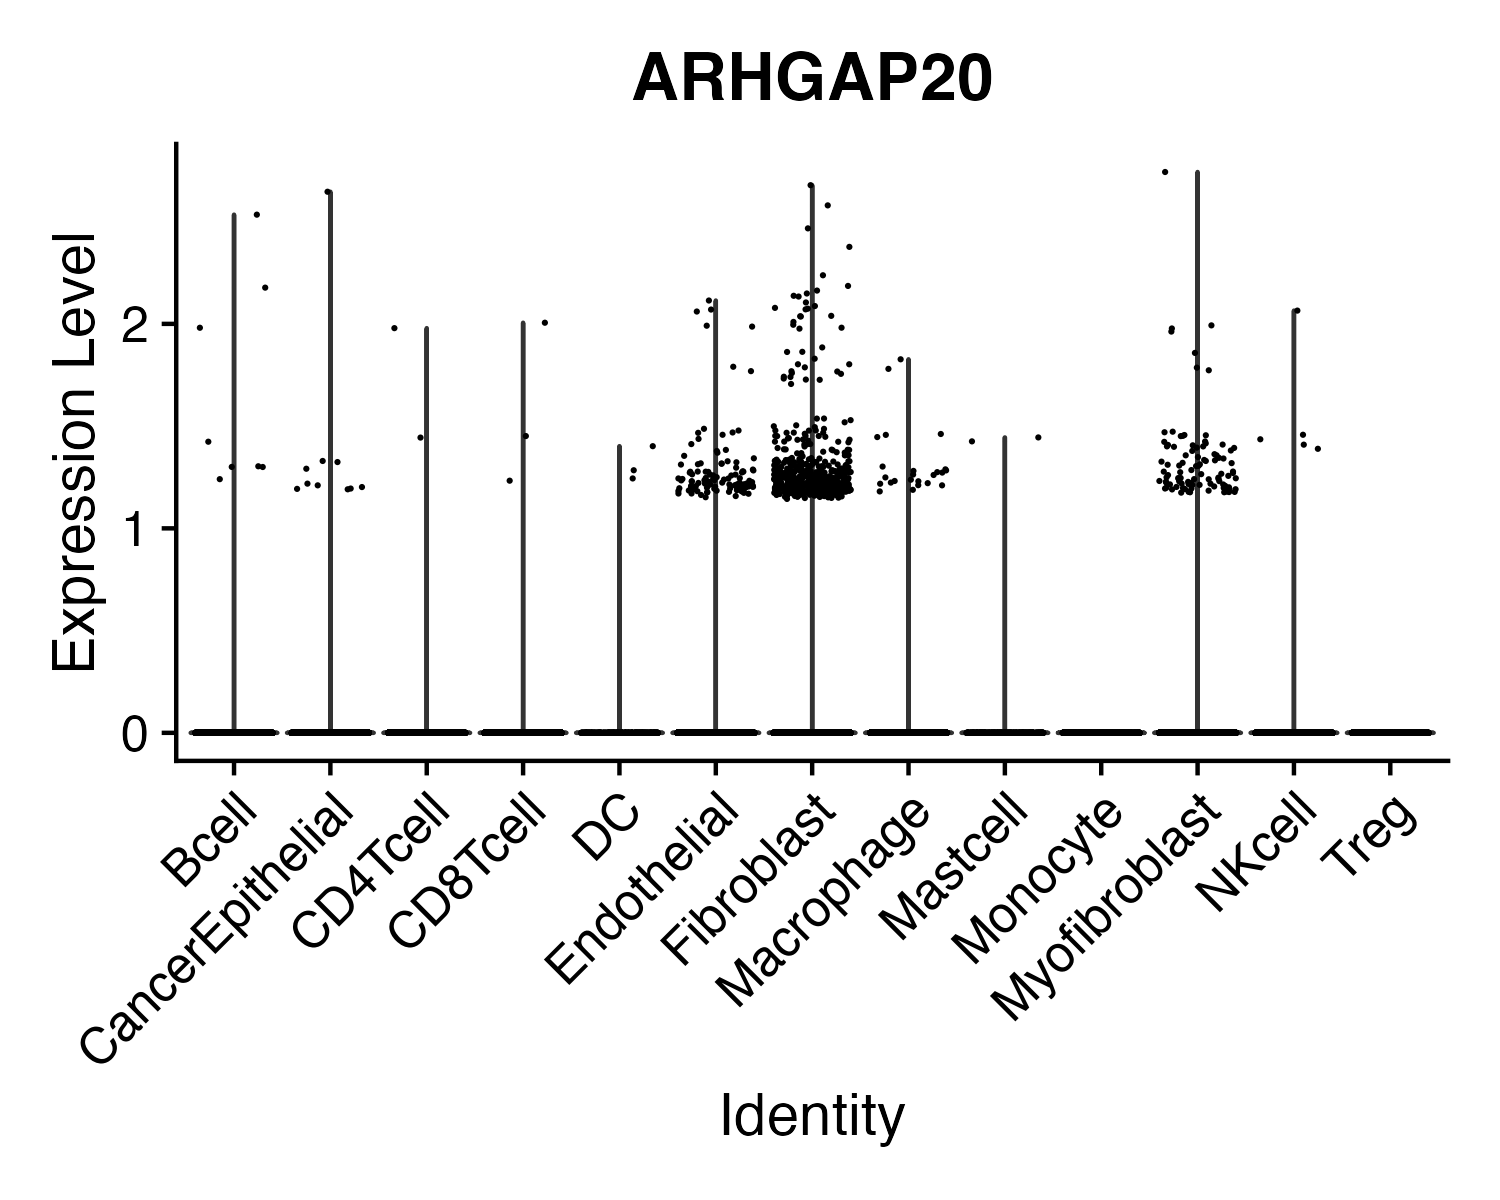 ARHGAP20
Expression Level
2
1
0
Bcell
CancerEpithelial
CD4Tcell
CD8Tcell
DC
Endothelial
Fibroblast
Macrophage
Mastcell
Monocyte
Myofibroblast
NKcell
Treg
Identity